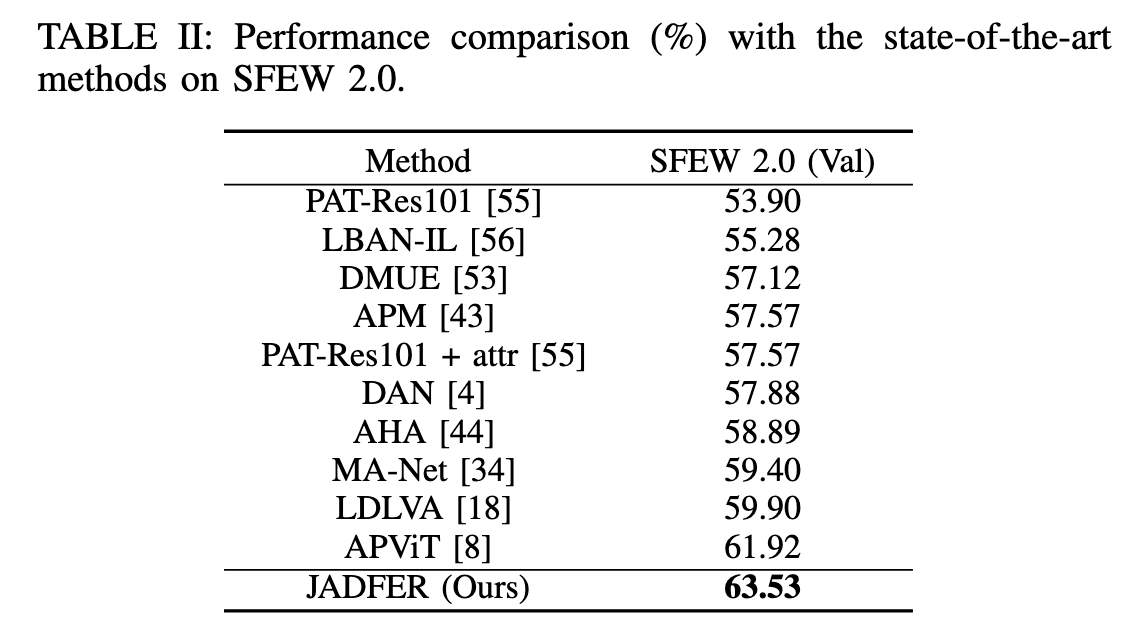 TABLE II: Performance comparison (%) with the state-of-the-art
methods on SFEW 2.0.
Method SFEW 2.0 (Val)
PAT-Res101 [55] 53.90
LBAN-IL [56] 55.28
DMUE [53] 57.12
APM [43] 57.57
PAT-Res101 + attr [55] 57.57
DAN [4] 57.88
AHA [44] 58.89
MA-Net [34] 59.40
LDLVA [18] 59.90
APViT [8] 61.92
JADFER (Ours) 63.53